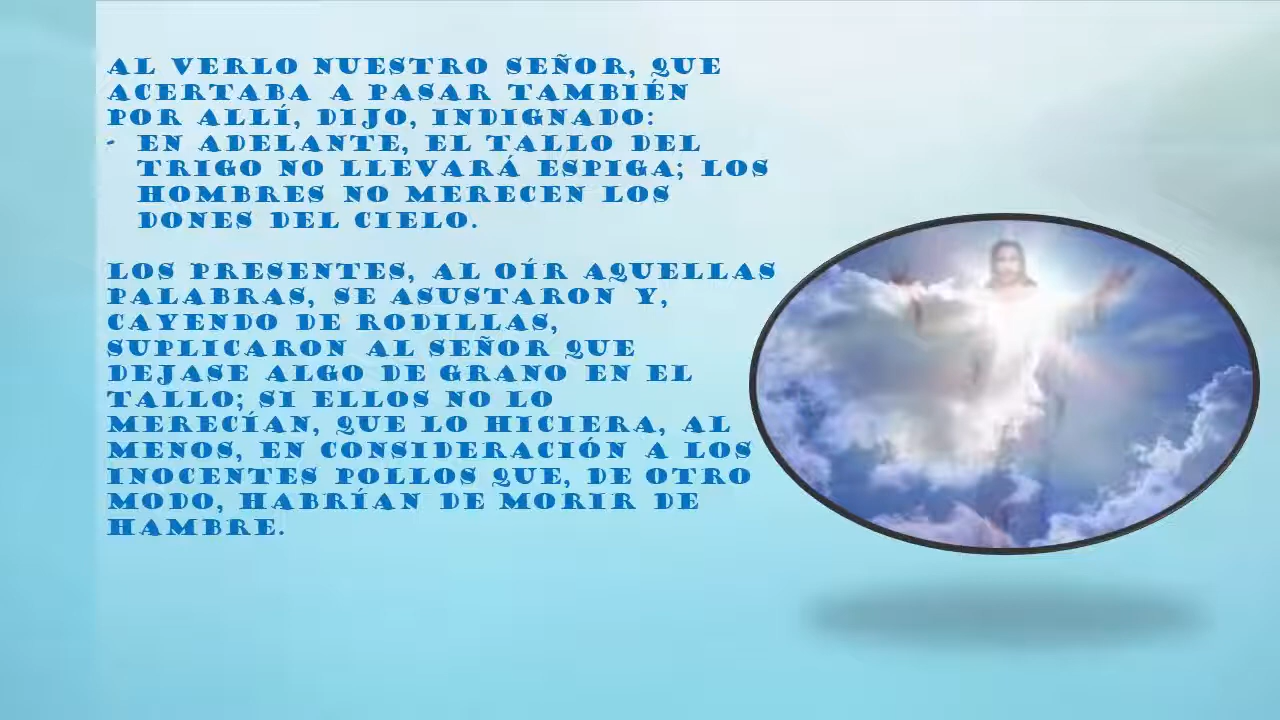 AL VERLO NUESTRO SEÑOR, QUE
ACERTABA A PASAR TAMBIÉN
POR ALLÍ, DIJO, INDIGNADO:
- EN ADELANTE, EL TALLO DEL
TRIGO NO LLEVARÁ ESPIGA; LOS
HOMBRES NO MERECEN LOS
DONES DEL CIELO.
LOS PRESENTES, AL OÍR AQUELLAS
PALABRAS, SE ASUSTARON Y,
CAYENDO DE RODILLAS,
SUPLICARON AL SEÑOR QUE
DEJASE ALGO DE GRANO EN EL
TALLO; SI ELLOS NO LO
MERECÍAN, QUE LO HICIERA, AL
MENOS, EN CONSIDERACIÓN A LOS
INOCENTES POLLOS QUE, DE OTRO
MODO, HABRÍAN DE MORIR DE
HAMBRE.